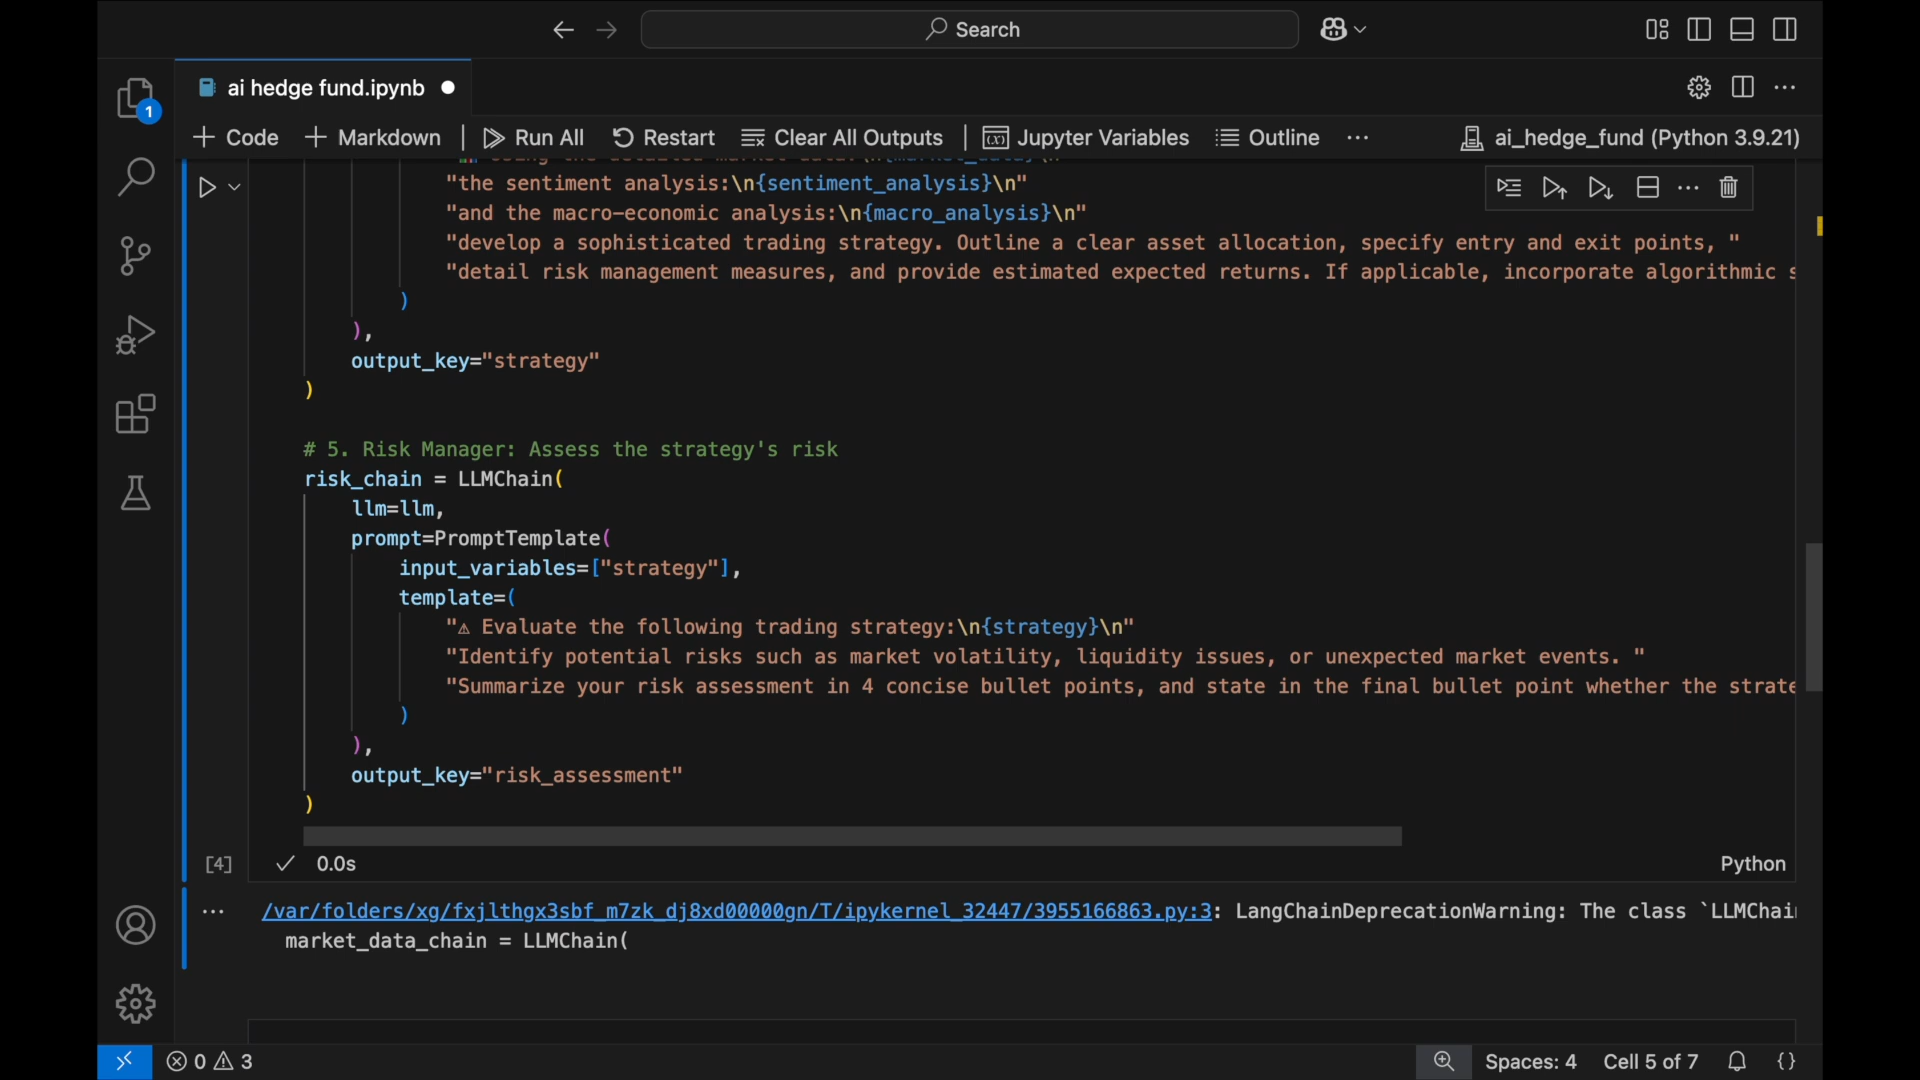 Search
ai hedge fund.ipynb
1
Code
Markdown
Run All
Restart
Clear All Outputs
Jupyter Variables
Outline
ai_hedge_fund (Python 3.9.21)
"the sentiment analysis:\n{sentiment_analysis}\n"
"and the macro-economic analysis:\n{macro_analysis}\n"
"develop a sophisticated trading strategy. Outline a clear asset allocation, specify entry and exit points, "
"detail risk management measures, and provide estimated expected returns. If applicable, incorporate algorithmic s
)
),
output_key="strategy"
)
# 5. Risk Manager: Assess the strategy's risk
risk_chain = LLMChain(
llm=llm,
prompt=PromptTemplate(
input_variables=["strategy"],
template=(
"⚠ Evaluate the following trading strategy:\n{strategy}\n"
"Identify potential risks such as market volatility, liquidity issues, or unexpected market events. "
"Summarize your risk assessment in 4 concise bullet points, and state in the final bullet point whether the strate
)
),
output_key="risk_assessment"
)
[4]
0.0s
Python
/var/folders/xg/fxjlthgx3sbf_m7zk_dj8xd00000gn/T/ipykernel_32447/3955166863.py:3: LangChainDeprecationWarning: The class `LLMChai
market_data_chain = LLMChain(
0
3
Spaces: 4
Cell 5 of 7
{}